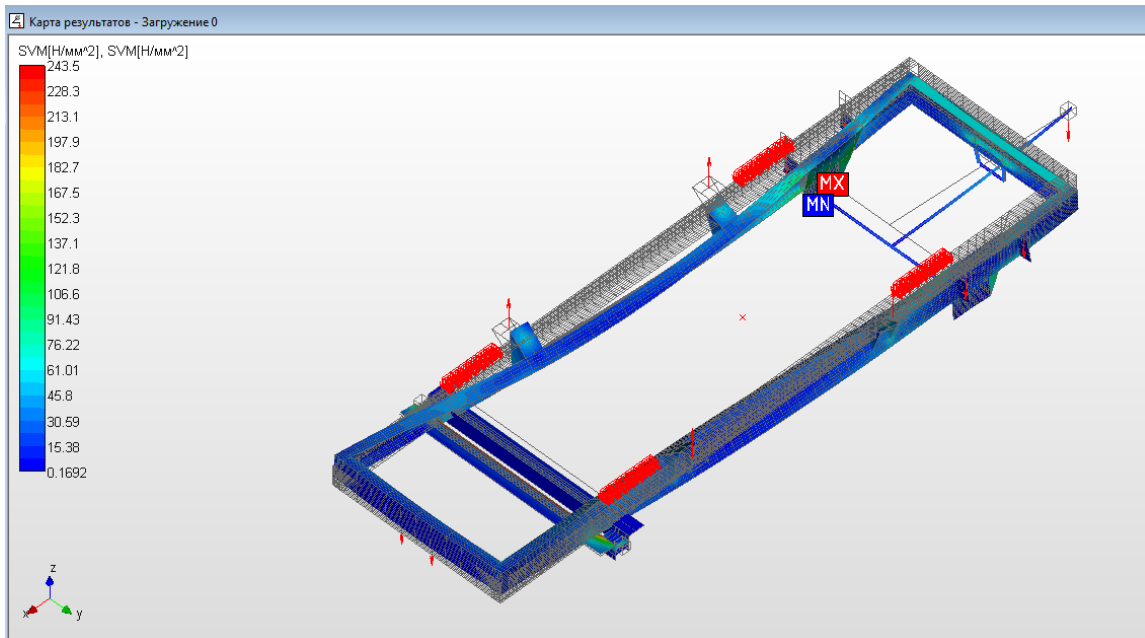 Карта результатов - Загружение 0
SVM[Н/мм^2], SVM[Н/мм^2]
243.5
228.3
213.1
197.9
182.7
167.5
152.3
137.1
121.8
106.6
91.43
76.22
61.01
45.8
30.59
15.38
0.1692
MX
MN
z
x
y